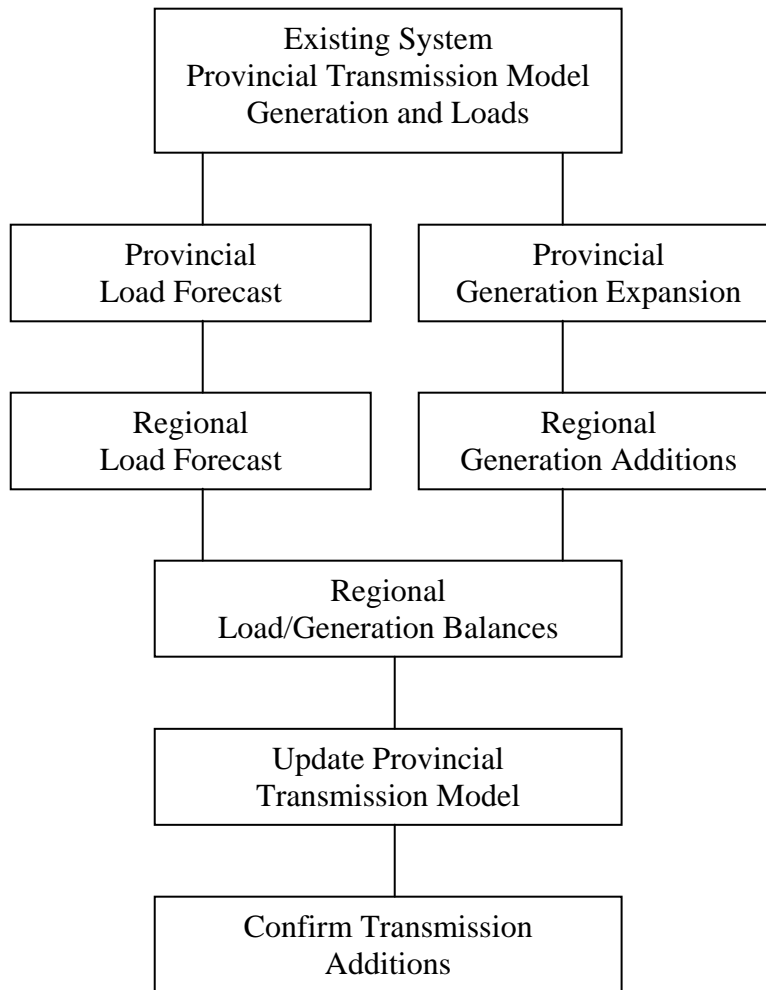 Existing System
Provincial Transmission Model
Generation and Loads
Provincial
Load Forecast
Provincial
Generation Expansion
Regional
Load Forecast
Regional
Generation Additions
Regional
Load/Generation Balances
Update Provincial
Transmission Model
Confirm Transmission
Additions